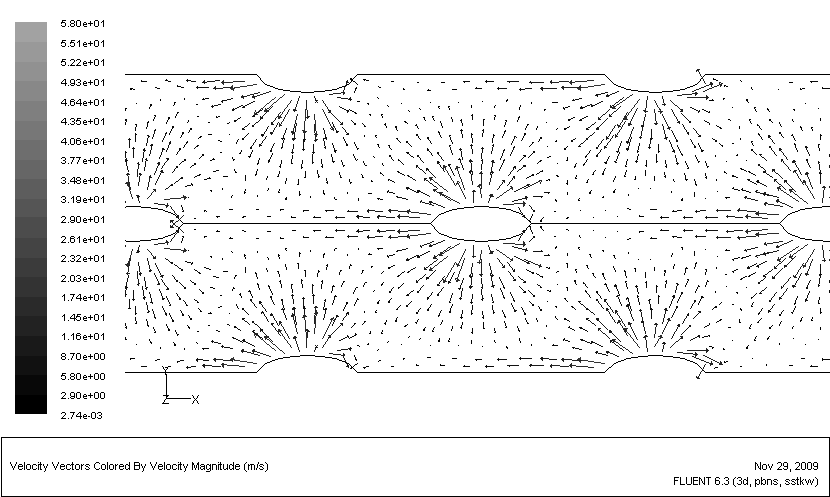 5.80e+01
5.51e+01
5.22e+01
4.93e+01
4.64e+01
4.35e+01
4.06e+01
3.77e+01
3.48e+01
3.19e+01
2.90e+01
2.61e+01
2.32e+01
2.03e+01
1.74e+01
1.45e+01
1.16e+01
8.70e+00
5.80e+00
2.90e+00
2.74e-03
Y
Z X
Velocity Vectors Colored By Velocity Magnitude (m/s)
Nov 29, 2009
FLUENT 6.3 (3d, pbns, sstkw)